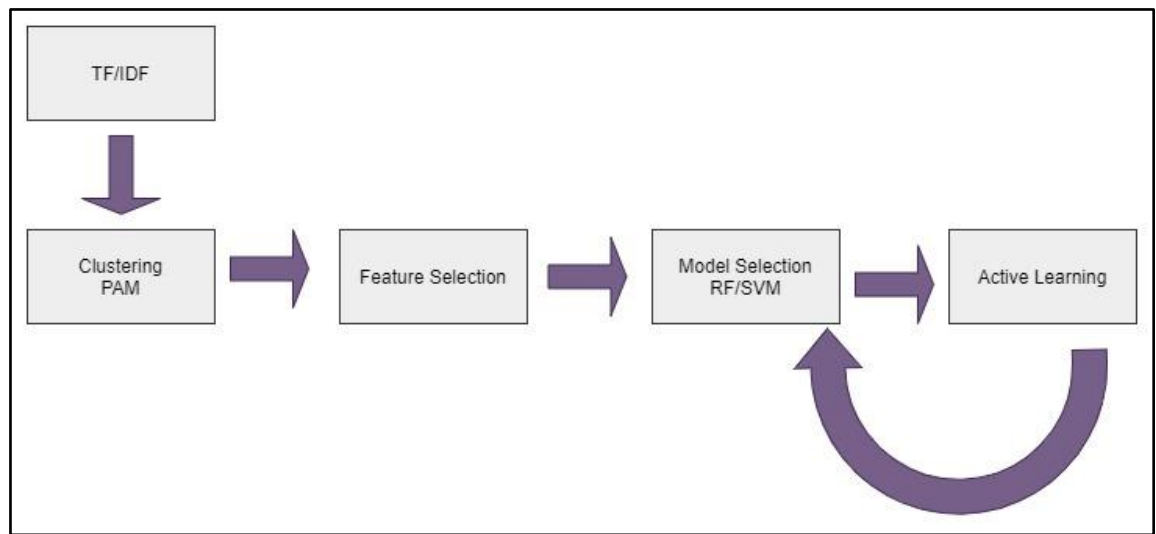 TF/IDF
Clustering
PAM
Feature Selection
Model Selection
RF/SVM
Active Learning